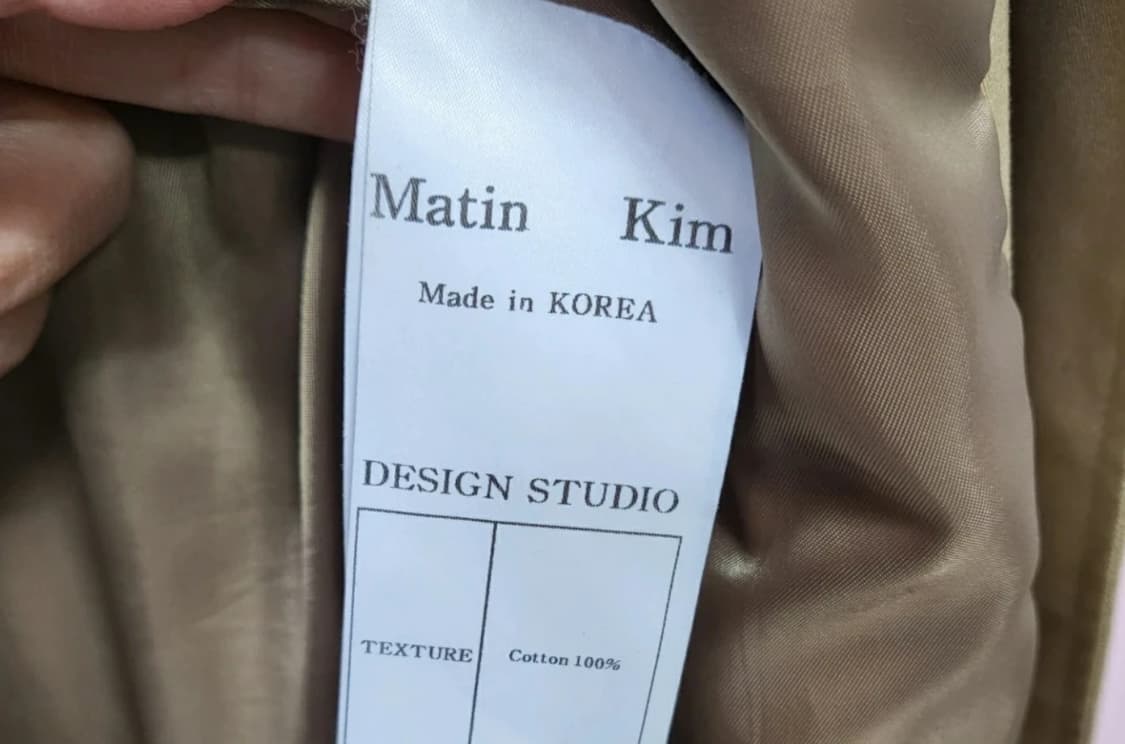 Matin Kim
Made in KOREA
DESIGN STUDIO
TEXTURE Cotton 100%